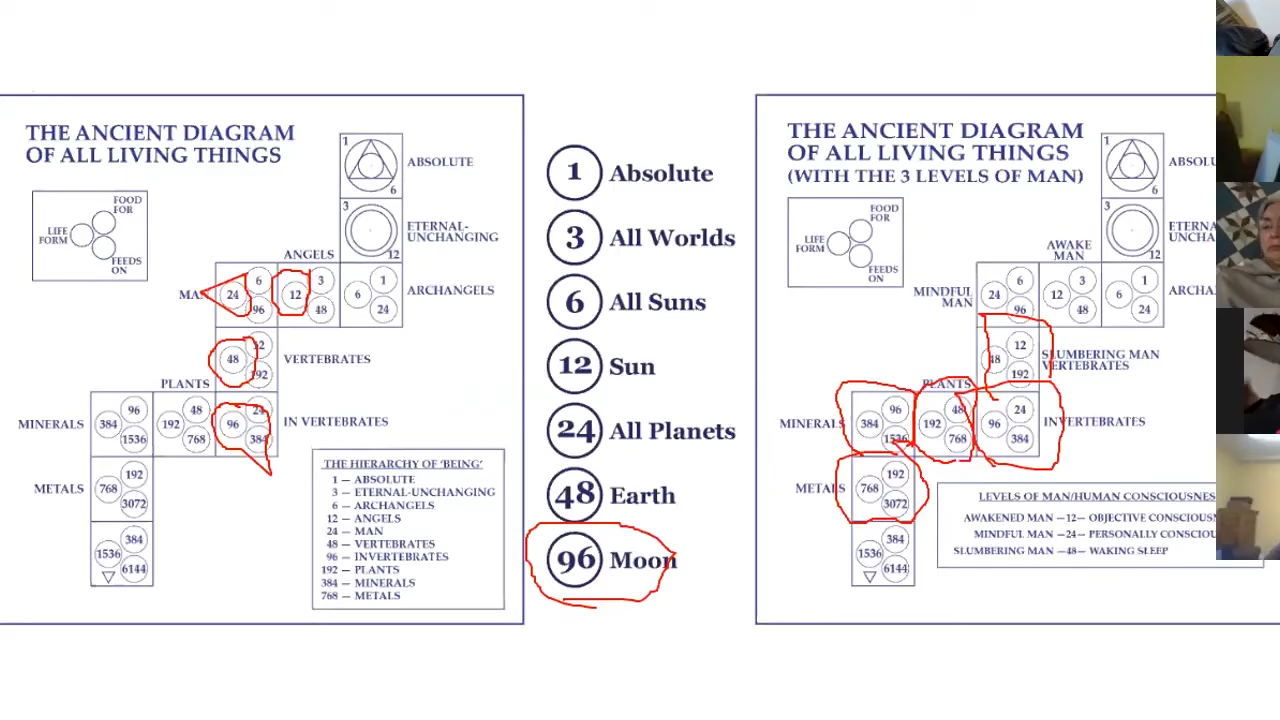 THE ANCIENT DIAGRAM
OF ALL LIVING THINGS
FOOD
FOR
LIFE
FORM
FEEDS
ON
1
6
ABSOLUTE
3
12
ETERNAL-
UNCHANGING
ANGELS
MAN
24
6
96
12
3
48
6
1
24
ARCHANGELS
48
12
192
VERTEBRATES
PLANTS
MINERALS
384
96
1536
192
48
768
96
24
384
IN VERTEBRATES
METALS
768
192
3072
1536
384
6144
THE HIERARCHY OF 'BEING'
1 — ABSOLUTE
3 — ETERNAL-UNCHANGING
6 — ARCHANGELS
12 — ANGELS
24 — MAN
48 — VERTEBRATES
96 — INVERTEBRATES
192 — PLANTS
384 — MINERALS
768 — METALS
1 Absolute
3 All Worlds
6 All Suns
12 Sun
24 All Planets
48 Earth
96 Moon
THE ANCIENT DIAGRAM
OF ALL LIVING THINGS
(WITH THE 3 LEVELS OF MAN)
FOOD
FOR
LIFE
FORM
FEEDS
ON
1
6
ABSOLU
3
12
ETERNA
UNCHA
AWAKE
MAN
MINDFUL
MAN
24
6
96
12
3
48
6
1
24
ARCHA
48
12
192
SLUMBERING MAN
VERTEBRATES
PLANTS
MINERALS
384
96
1536
192
48
768
96
24
384
INVERTEBRATES
METALS
768
192
3072
1536
384
6144
LEVELS OF MAN/HUMAN CONSCIOUSNES
AWAKENED MAN —12— OBJECTIVE CONSCIOUSN
MINDFUL MAN —24— PERSONALLY CONSCIOU
SLUMBERING MAN —48— WAKING SLEEP